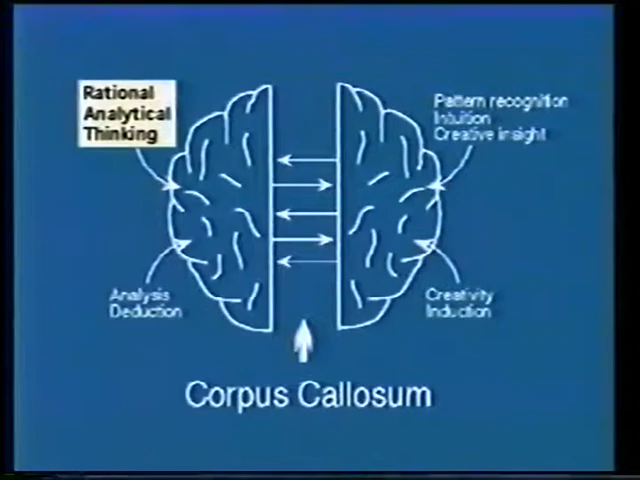 Rational
Analytical
Thinking
Pattern recognition
Intuition
Creative insight
Analysis
Deduction
Creativity
Induction
Corpus Callosum